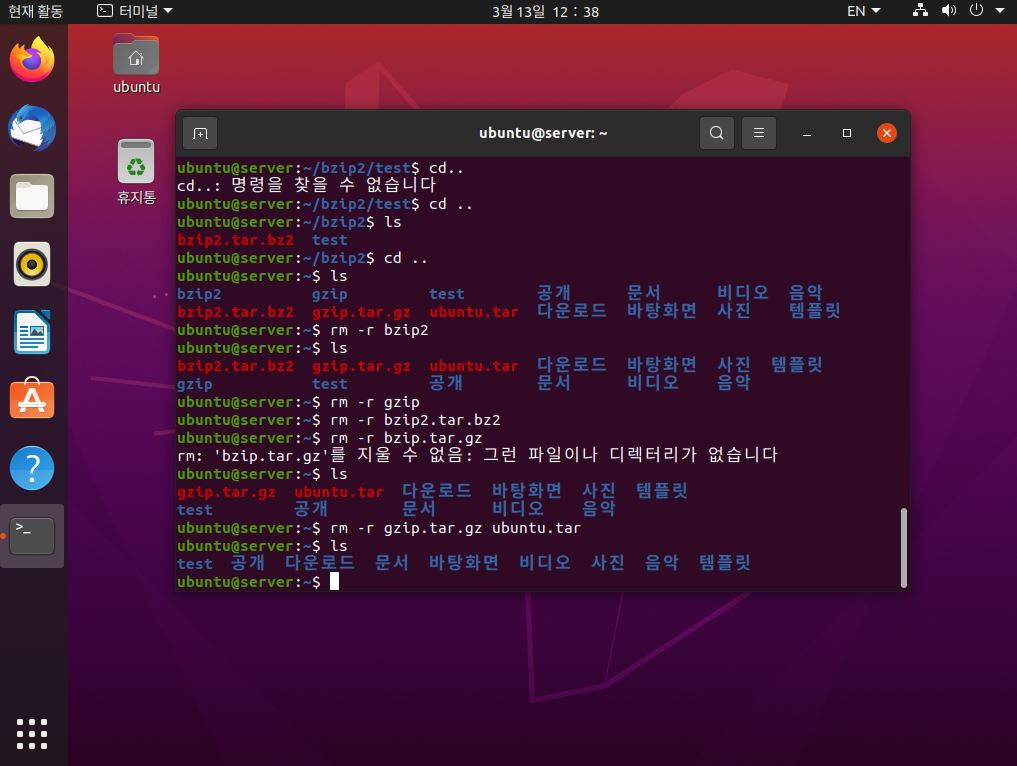 현재 활동 터미널 3월 13일 12 : 38 EN
ubuntu
휴지통
ubuntu@server: ~
ubuntu@server:~/bzip2/test$ cd..
cd..: 명령을 찾을 수 없습니다
ubuntu@server:~/bzip2/test$ cd ..
ubuntu@server:~/bzip2$ ls
bzip2.tar.bz2 test
ubuntu@server:~/bzip2$ cd ..
ubuntu@server:~$ ls
bzip2 gzip test 공개 문서 비디오 음악
bzip2.tar.bz2 gzip.tar.gz ubuntu.tar 다운로드 바탕화면 사진 템플릿
ubuntu@server:~$ rm -r bzip2
ubuntu@server:~$ ls
bzip2.tar.bz2 gzip.tar.gz ubuntu.tar 다운로드 바탕화면 사진 템플릿
gzip test 공개 문서 비디오 음악
ubuntu@server:~$ rm -r gzip
ubuntu@server:~$ rm -r bzip2.tar.bz2
ubuntu@server:~$ rm -r bzip.tar.gz
rm: 'bzip.tar.gz'를 지울 수 없음: 그런 파일이나 디렉터리가 없습니다
ubuntu@server:~$ ls
gzip.tar.gz ubuntu.tar 다운로드 바탕화면 사진 템플릿
test 공개 문서 비디오 음악
ubuntu@server:~$ rm -r gzip.tar.gz ubuntu.tar
ubuntu@server:~$ ls
test 공개 다운로드 문서 바탕화면 비디오 사진 음악 템플릿
ubuntu@server:~$